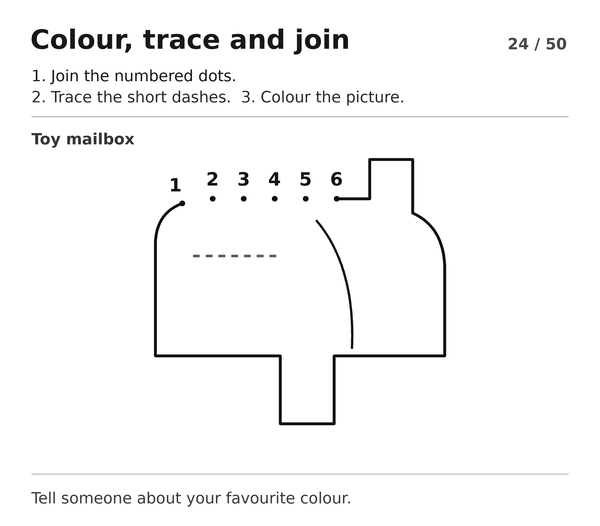 Colour, trace and join
24 / 50
1. Join the numbered dots.
2. Trace the short dashes.  3. Colour the picture.
Toy mailbox
1 2 3 4 5 6
Tell someone about your favourite colour.